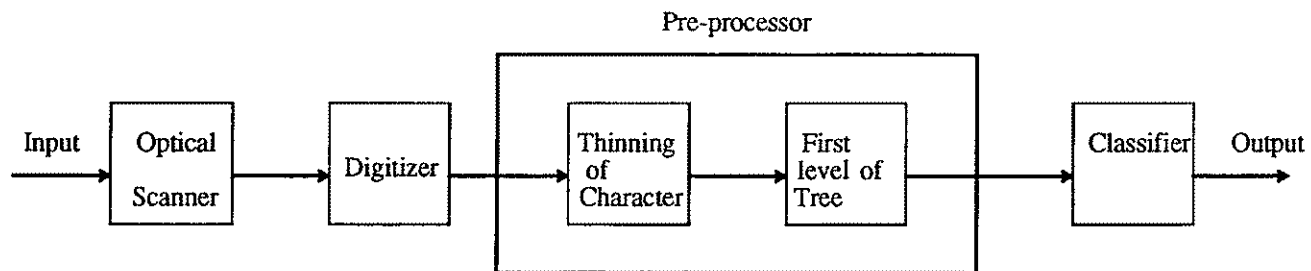 Pre-processor
Input
Optical
Scanner
Digitizer
Thinning
of
Character
First
level of
Tree
Classifier
Output